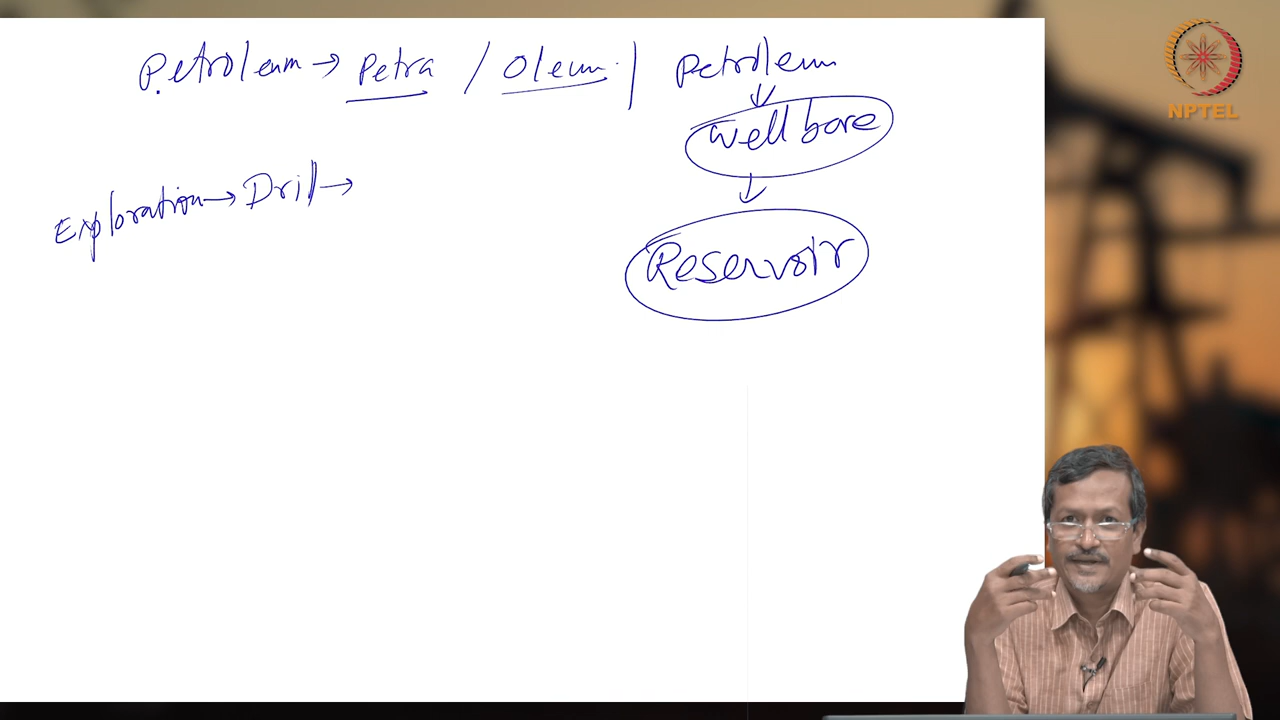 Petroleum → Petra / Oleum | Petroleum
Well bore
Exploration → Drill →
Reservoir
NPTEL